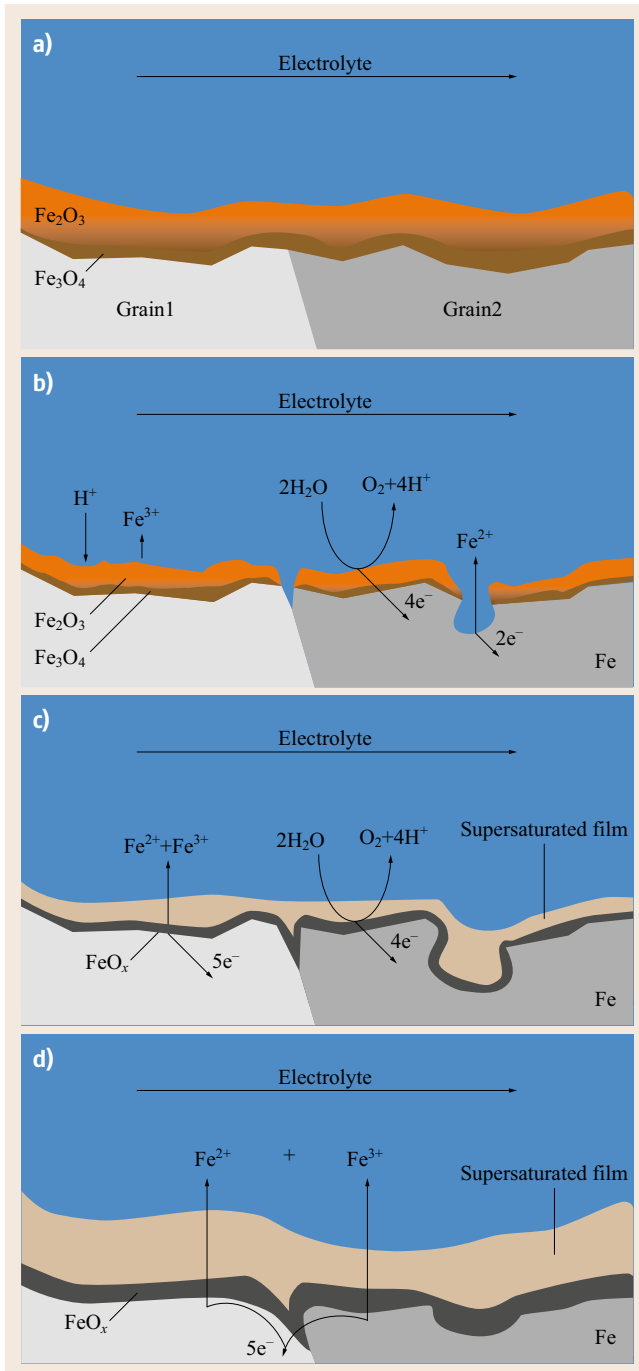 a)
Electrolyte
Fe₂O₃
Fe₃O₄
Grain1
Grain2
b)
Electrolyte
2H₂O
O₂+4H⁺
H⁺
Fe³⁺
Fe²⁺
4e⁻
2e⁻
Fe₂O₃
Fe₃O₄
Fe
c)
Electrolyte
Supersaturated film
Fe²⁺+Fe³⁺
2H₂O
O₂+4H⁺
FeOₓ
5e⁻
4e⁻
Fe
d)
Electrolyte
Fe²⁺ + Fe³⁺
Supersaturated film
FeOₓ
5e⁻
Fe